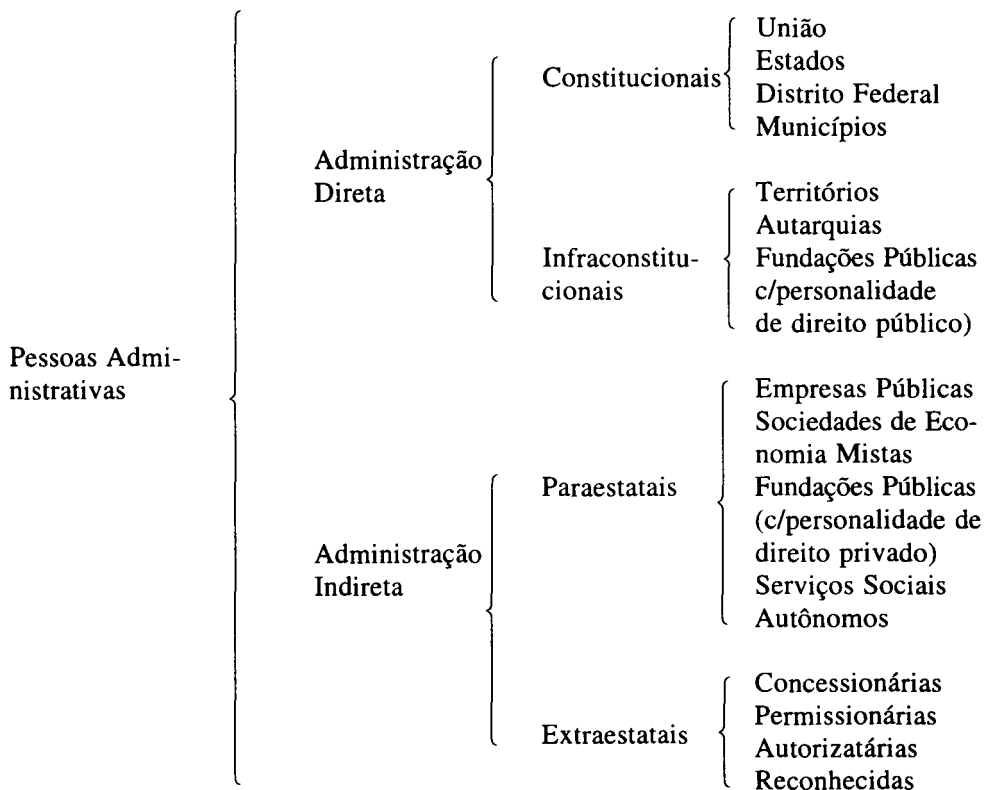 Pessoas Admi-
nistrativas
Administração
Direta
Constitucionais
União
Estados
Distrito Federal
Municípios
Infraconstitu-
cionais
Territórios
Autarquias
Fundações Públicas
c/personalidade
de direito público)
Administração
Indireta
Paraestatais
Empresas Públicas
Sociedades de Eco-
nomia Mistas
Fundações Públicas
(c/personalidade de
direito privado)
Serviços Sociais
Autônomos
Extraestatais
Concessionárias
Permissionárias
Autorizatárias
Reconhecidas